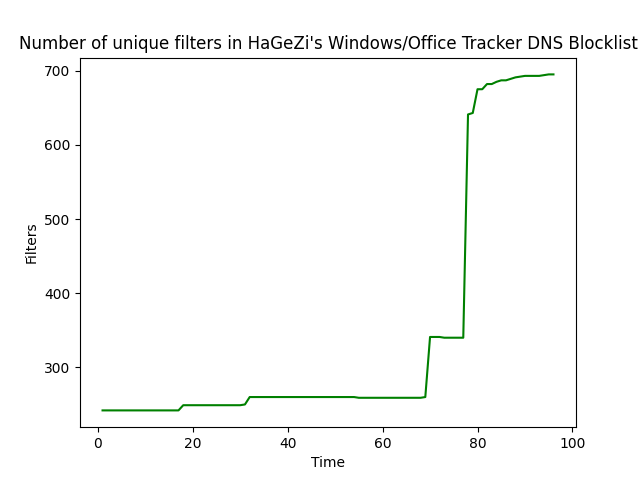 Number of unique filters in HaGeZi's Windows/Office Tracker DNS Blocklist
700
600
500
400
300
Filters
0 20 40 60 80 100
Time